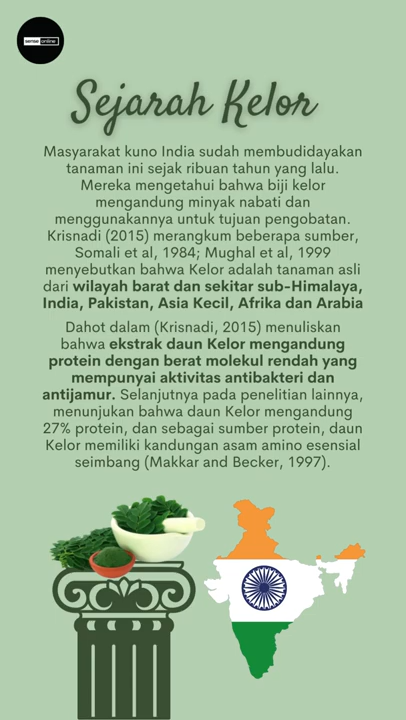 sense online
Sejarah Kelor
Masyarakat kuno India sudah membudidayakan
tanaman ini sejak ribuan tahun yang lalu.
Mereka mengetahui bahwa biji kelor
mengandung minyak nabati dan
menggunakannya untuk tujuan pengobatan.
Krisnadi (2015) merangkum beberapa sumber,
Somali et al, 1984; Mughal et al, 1999
menyebutkan bahwa Kelor adalah tanaman asli
dari wilayah barat dan sekitar sub-Himalaya,
India, Pakistan, Asia Kecil, Afrika dan Arabia
Dahot dalam (Krisnadi, 2015) menuliskan
bahwa ekstrak daun Kelor mengandung
protein dengan berat molekul rendah yang
mempunyai aktivitas antibakteri dan
antijamur. Selanjutnya pada penelitian lainnya,
menunjukan bahwa daun Kelor mengandung
27% protein, dan sebagai sumber protein, daun
Kelor memiliki kandungan asam amino esensial
seimbang (Makkar and Becker, 1997).